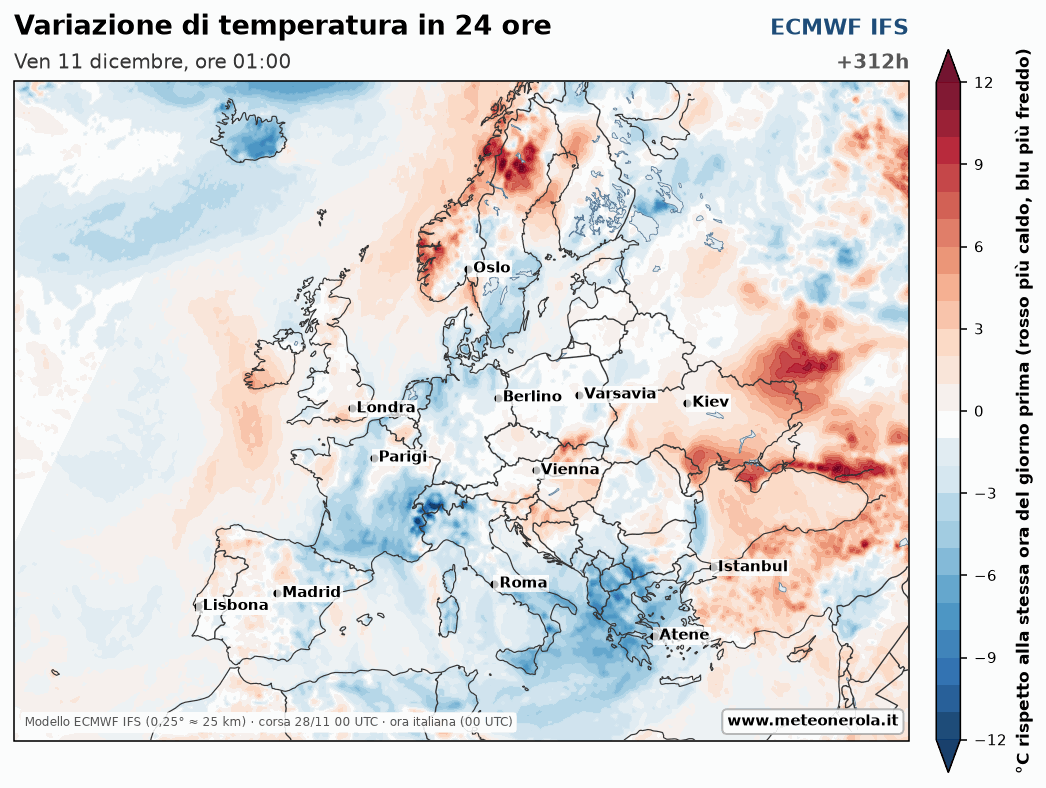 Variazione di temperatura in 24 ore
ECMWF IFS
Ven 11 dicembre, ore 01:00
+312h
Oslo
Berlino
Varsavia
Kiev
Londra
Parigi
Vienna
Istanbul
Roma
Madrid
Lisbona
Atene
Modello ECMWF IFS (0,25° ≈ 25 km) · corsa 28/11 00 UTC · ora italiana (00 UTC)
www.meteonerola.it
12
9
6
3
0
−3
−6
−9
−12
°C rispetto alla stessa ora del giorno prima (rosso più caldo, blu più freddo)